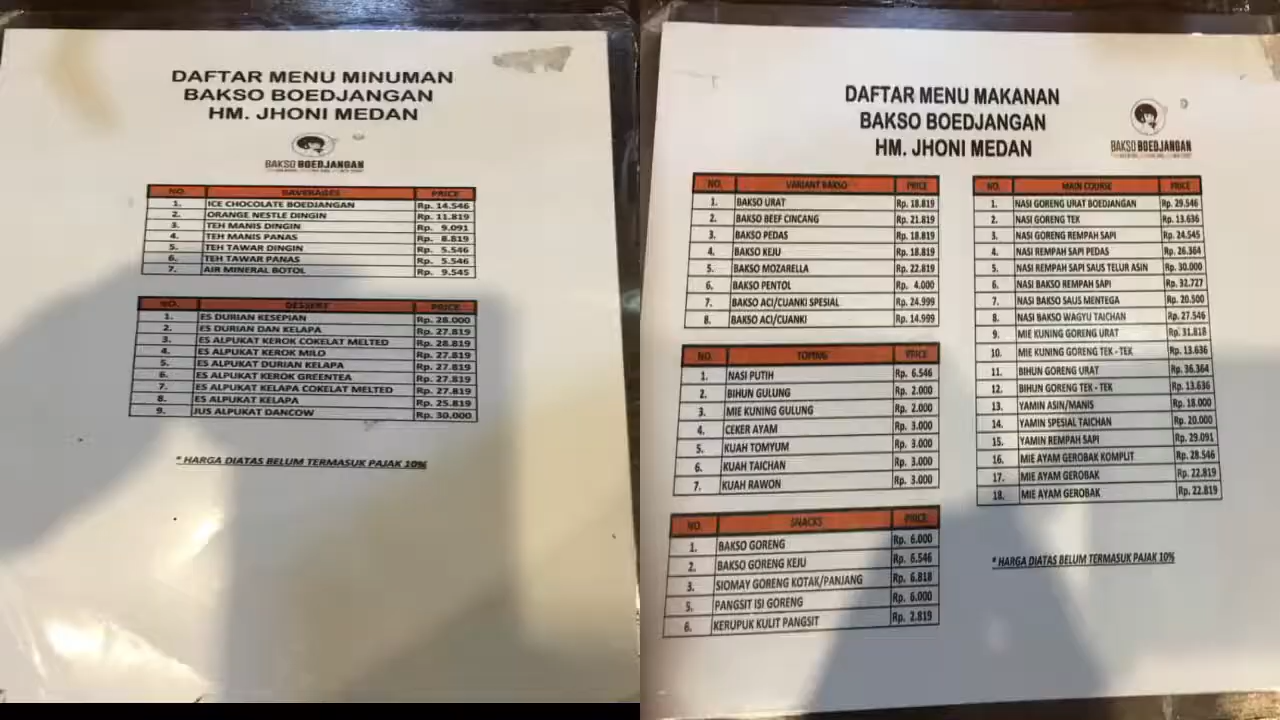 DAFTAR MENU MINUMAN
BAKSO BOEDJANGAN
HM. JHONI MEDAN
BAKSO BOEDJANGAN
NO. BAVERAGES PRICE
1. ICE CHOCOLATE BOEDJANGAN Rp. 14.546
2. ORANGE NESTLE DINGIN Rp. 11.819
3. TEH MANIS DINGIN Rp. 9.091
4. TEH MANIS PANAS Rp. 8.819
5. TEH TAWAR DINGIN Rp. 5.546
6. TEH TAWAR PANAS Rp. 5.546
7. AIR MINERAL BOTOL Rp. 9.545
NO. DESSERT PRICE
1. ES DURIAN KESEPIAN Rp. 28.000
2. ES DURIAN DAN KELAPA Rp. 27.819
3. ES ALPUKAT KEROK COKELAT MELTED Rp. 28.819
4. ES ALPUKAT KEROK MILO Rp. 27.819
5. ES ALPUKAT DURIAN KELAPA Rp. 27.819
6. ES ALPUKAT KEROK GREENTEA Rp. 27.819
7. ES ALPUKAT KELAPA COKELAT MELTED Rp. 27.819
8. ES ALPUKAT KELAPA Rp. 25.819
9. JUS ALPUKAT DANCOW Rp. 30.000
* HARGA DIATAS BELUM TERMASUK PAJAK 10%
DAFTAR MENU MAKANAN
BAKSO BOEDJANGAN
HM. JHONI MEDAN
BAKSO BOEDJANGAN
NO. VARIANT BAKSO PRICE
1. BAKSO URAT Rp. 18.819
2. BAKSO BEEF CINCANG Rp. 21.819
3. BAKSO PEDAS Rp. 18.819
4. BAKSO KEJU Rp. 18.819
5. BAKSO MOZARELLA Rp. 22.819
6. BAKSO PENTOL Rp. 4.000
7. BAKSO ACI/CUANKI SPESIAL Rp. 24.999
8. BAKSO ACI/CUANKI Rp. 14.999
NO. TOPING PRICE
1. NASI PUTIH Rp. 6.546
2. BIHUN GULUNG Rp. 2.000
3. MIE KUNING GULUNG Rp. 2.000
4. CEKER AYAM Rp. 3.000
5. KUAH TOMYUM Rp. 3.000
6. KUAH TAICHAN Rp. 3.000
7. KUAH RAWON Rp. 3.000
NO. SNACKS PRICE
1. BAKSO GORENG Rp. 6.000
2. BAKSO GORENG KEJU Rp. 6.546
3. SIOMAY GORENG KOTAK/PANJANG Rp. 6.818
5. PANGSIT ISI GORENG Rp. 6.000
6. KERUPUK KULIT PANGSIT Rp. 2.819
NO. MAIN COURSE PRICE
1. NASI GORENG URAT BOEDJANGAN Rp. 29.546
2. NASI GORENG TEK Rp. 13.636
3. NASI GORENG REMPAH SAPI Rp. 24.545
4. NASI REMPAH SAPI PEDAS Rp. 26.364
5. NASI REMPAH SAPI SAUS TELUR ASIN Rp. 30.000
6. NASI BAKSO REMPAH SAPI Rp. 32.727
7. NASI BAKSO SAUS MENTEGA Rp. 20.500
8. NASI BAKSO WAGYU TAICHAN Rp. 27.546
9. MIE KUNING GORENG URAT Rp. 31.818
10. MIE KUNING GORENG TEK - TEK Rp. 13.636
11. BIHUN GORENG URAT Rp. 36.364
12. BIHUN GORENG TEK - TEK Rp. 13.636
13. YAMIN ASIN/MANIS Rp. 18.000
14. YAMIN SPESIAL TAICHAN Rp. 20.000
15. YAMIN REMPAH SAPI Rp. 29.091
16. MIE AYAM GEROBAK KOMPUT Rp. 28.546
17. MIE AYAM GEROBAK Rp. 22.819
18. MIE AYAM GEROBAK Rp. 22.819
* HARGA DIATAS BELUM TERMASUK PAJAK 10%